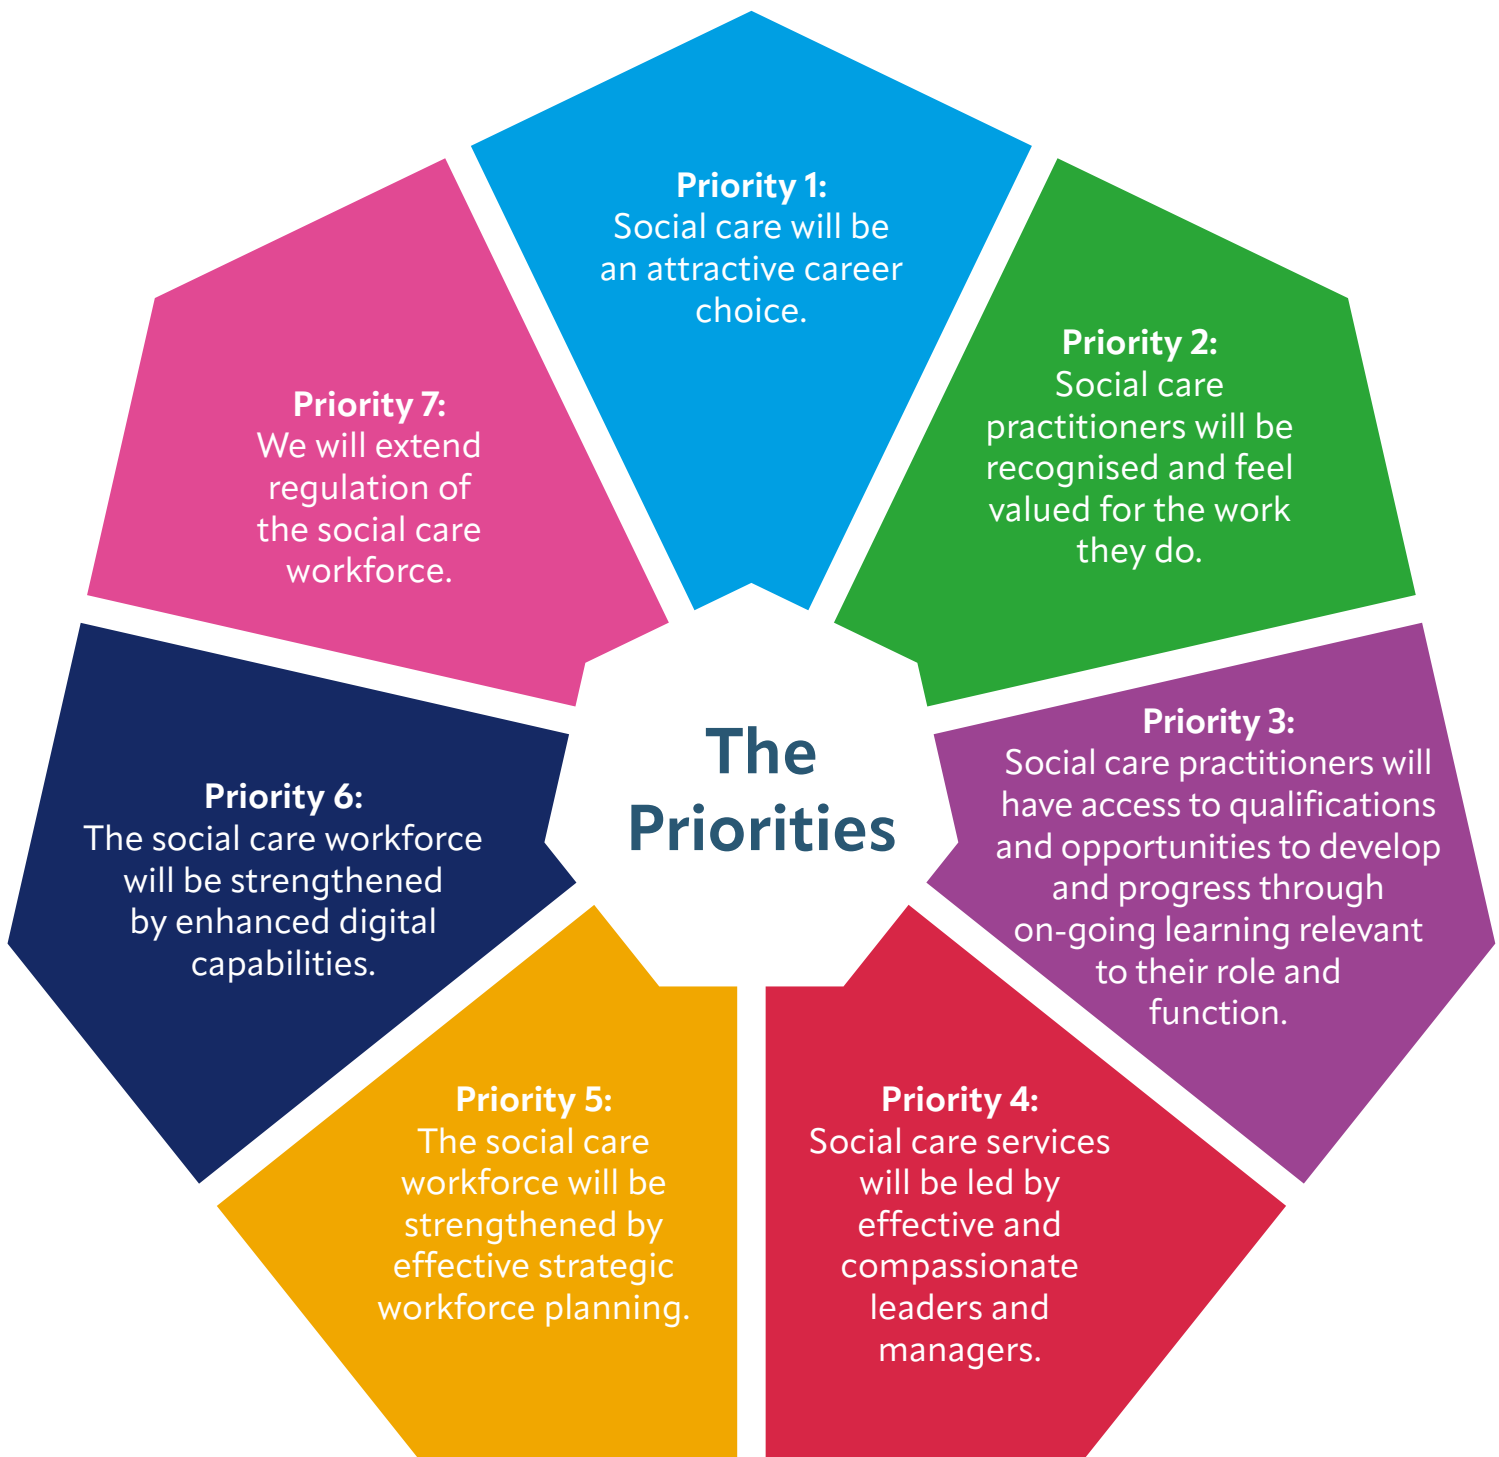 Priority 1:
Social care will be
an attractive career
choice.
Priority 2:
Social care
practitioners will be
recognised and feel
valued for the work
they do.
Priority 3:
Social care practitioners will
have access to qualifications
and opportunities to develop
and progress through
on-going learning relevant
to their role and
function.
Priority 4:
Social care services
will be led by
effective and
compassionate
leaders and
managers.
Priority 5:
The social care
workforce will be
strengthened by
effective strategic
workforce planning.
Priority 6:
The social care workforce
will be strengthened
by enhanced digital
capabilities.
Priority 7:
We will extend
regulation of
the social care
workforce.
The
Priorities